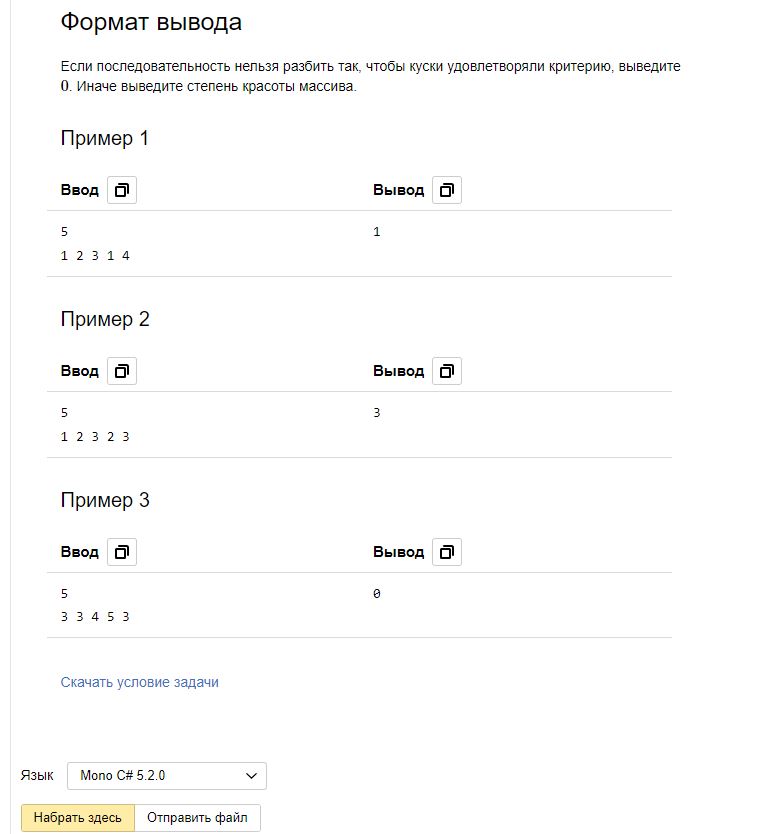 Формат вывода
Если последовательность нельзя разбить так, чтобы куски удовлетворяли критерию, выведите
0. Иначе выведите степень красоты массива.
Пример 1
Ввод Вывод
5 1
1 2 3 1 4
Пример 2
Ввод Вывод
5 3
1 2 3 2 3
Пример 3
Ввод Вывод
5 0
3 3 4 5 3
Скачать условие задачи
Язык Mono C# 5.2.0
Набрать здесь Отправить файл